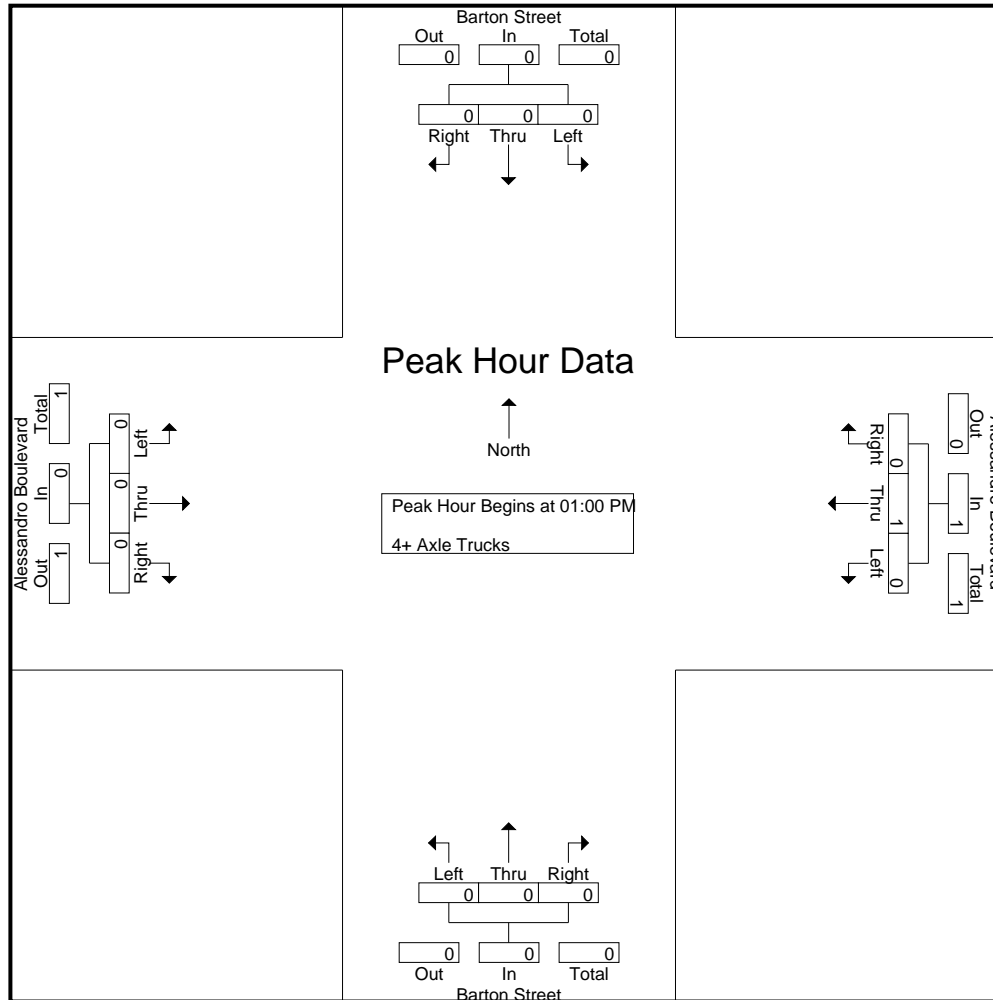 Barton Street
Out In Total
0 0 0
0 0 0
Right Thru Left
Peak Hour Data
North
Peak Hour Begins at 01:00 PM
4+ Axle Trucks
Alessandro Boulevard
Out In Total
1 0 1
Left Thru Right
0 0 0
Out In Total
0 1 1
Right Thru Left
0 1 0
Left Thru Right
0 0 0
0 0 0
Out In Total
Barton Street